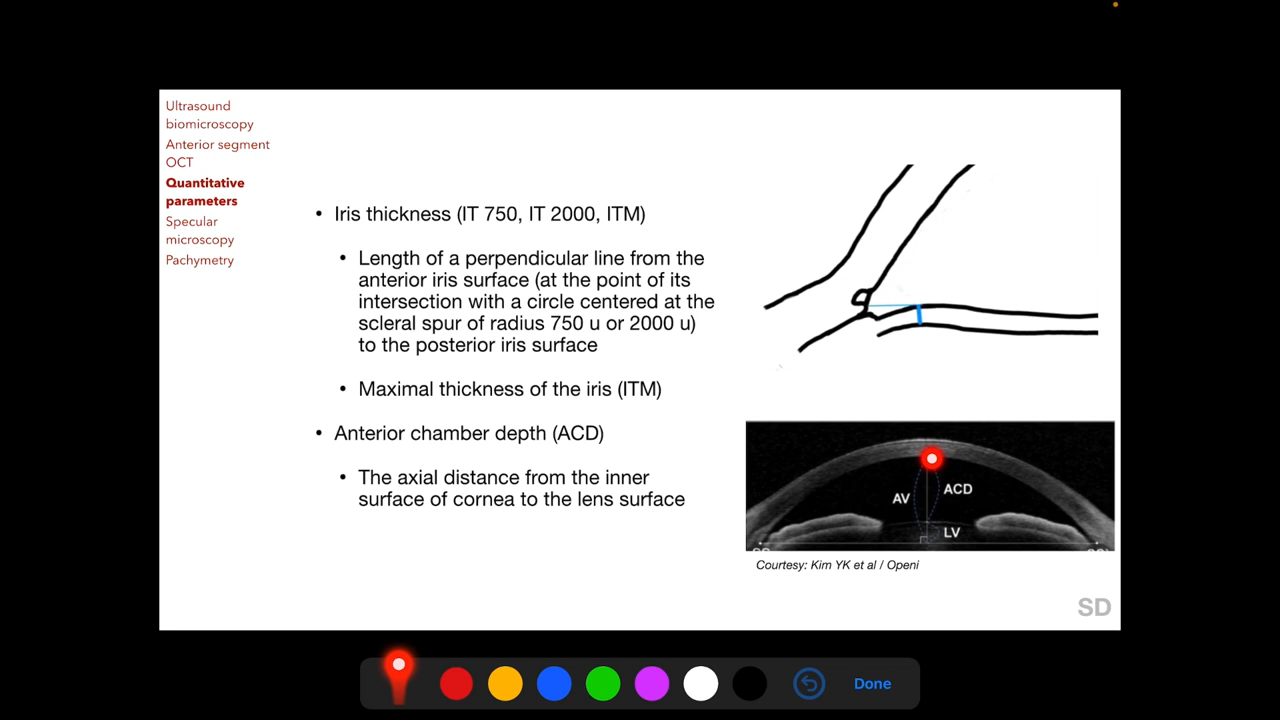 Ultrasound
biomicroscopy
Anterior segment
OCT
Quantitative
parameters
Specular
microscopy
Pachymetry
• Iris thickness (IT 750, IT 2000, ITM)
• Length of a perpendicular line from the
anterior iris surface (at the point of its
intersection with a circle centered at the
scleral spur of radius 750 u or 2000 u)
to the posterior iris surface
• Maximal thickness of the iris (ITM)
• Anterior chamber depth (ACD)
• The axial distance from the inner
surface of cornea to the lens surface
AV
ACD
LV
Courtesy: Kim YK et al / Openi
SD
Done